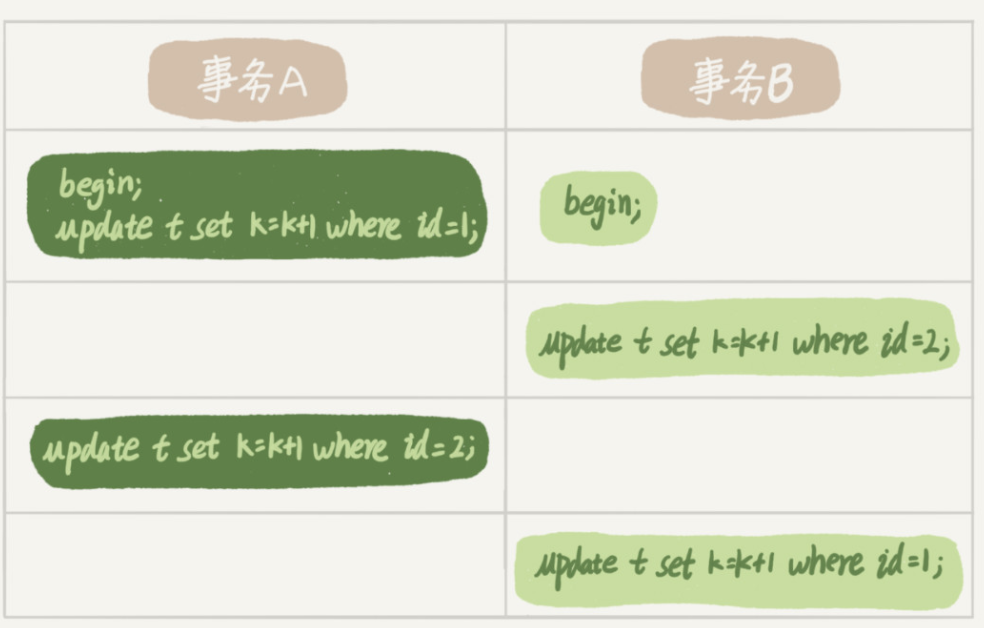 事务A
事务B
begin;
update t set k=k+1 where id=1;
begin;
update t set k=k+1 where id=2;
update t set k=k+1 where id=2;
update t set k=k+1 where id=1;